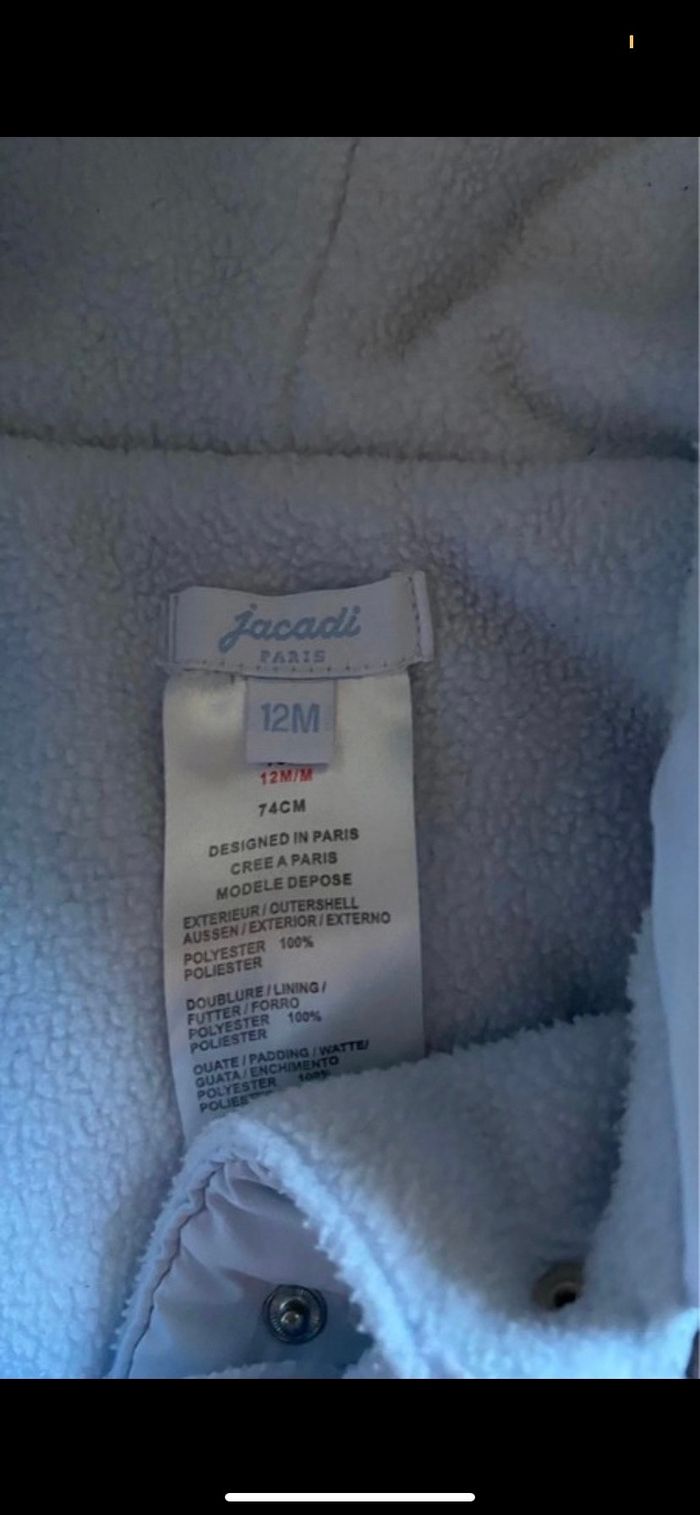 jacadi
PARIS
12M
12M/M
74CM
DESIGNED IN PARIS
CREE A PARIS
MODELE DEPOSE
EXTERIEUR / OUTERSHELL
AUSSEN / EXTERIOR / EXTERNO
POLYESTER 100%
POLIESTER
DOUBLURE / LINING /
FUTTER / FORRO
POLYESTER 100%
POLIESTER
OUATE / PADDING / WATTE/
GUATA / ENCHIMENTO
POLYESTER 100%